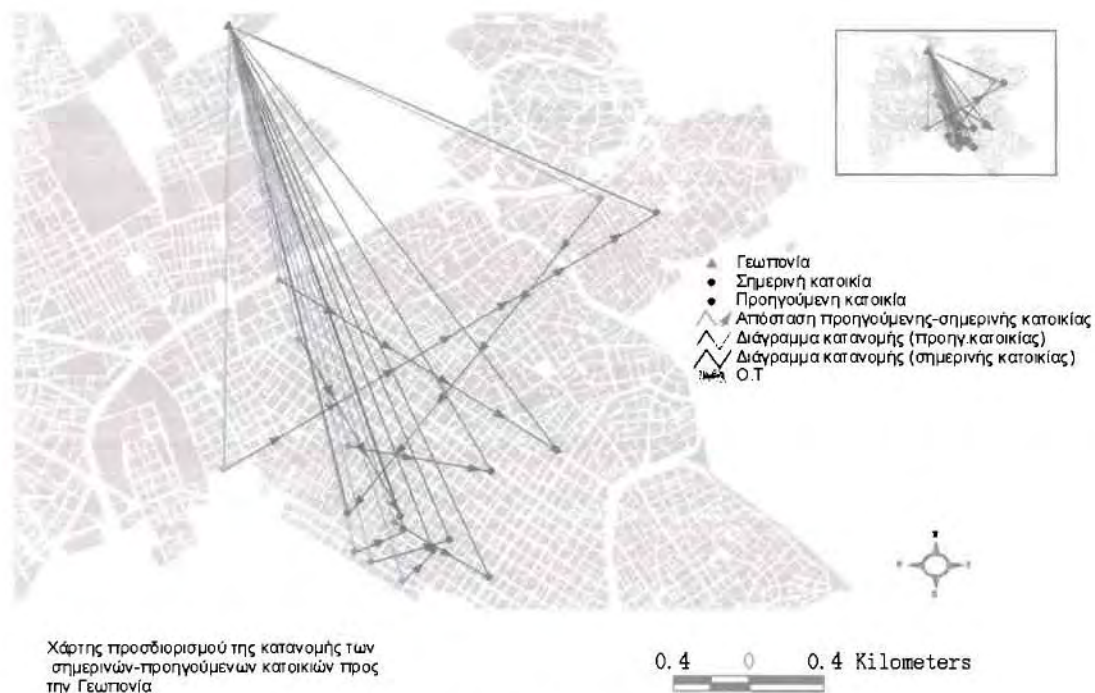 Γεωπονία
Σημερινή κατοικία
Προηγούμενη κατοικία
Απόσταση προηγούμενης-σημερινής κατοικίας
Διάγραμμα κατανομής (προηγ.κατοικίας)
Διάγραμμα κατανομής (σημερινής κατοικίας)
Ο.Τ
Χάρτης προσδιορισμού της κατανομής των
σημερινών-προηγούμενων κατοικιών προς
την Γεωπονία
0.4 0 0.4 Kilometers